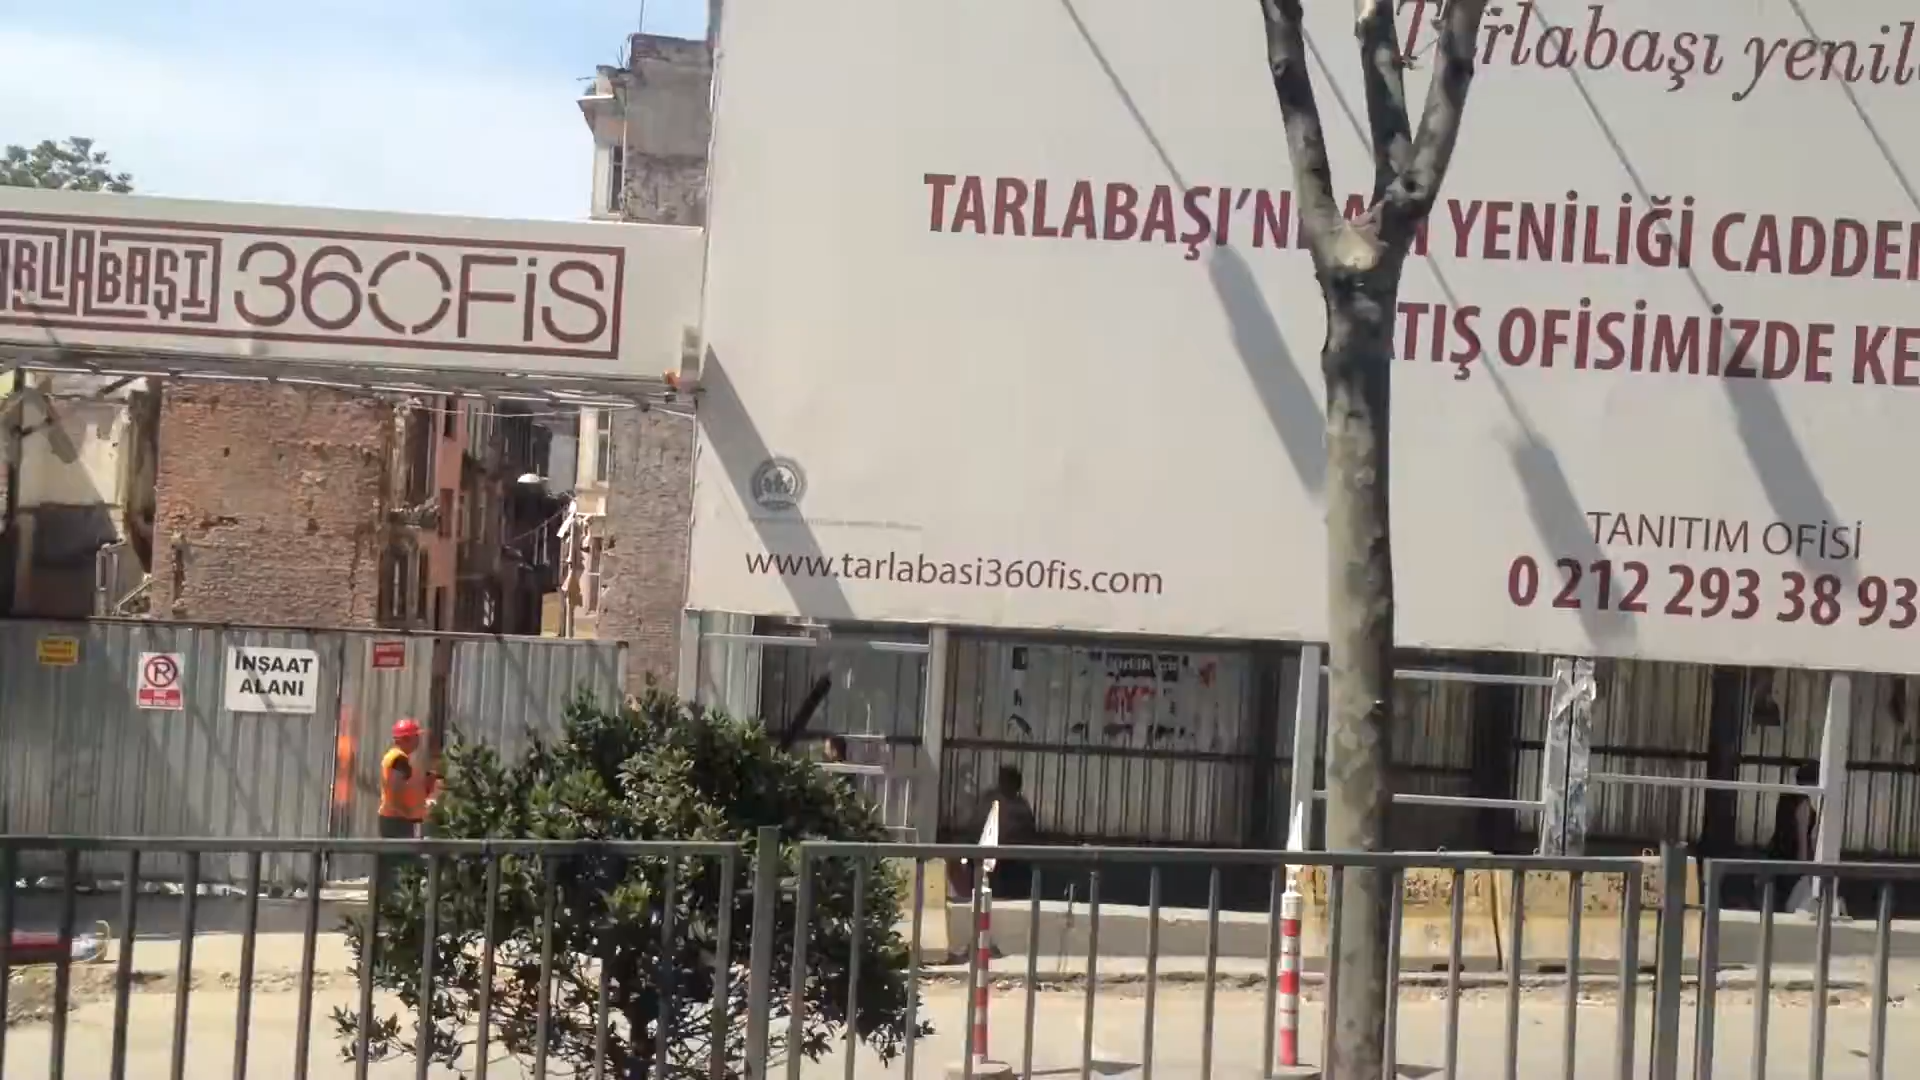 Tarlabaşı yenil
TARLABAŞI'N YENİLİĞİ CADDE
TIŞ OFİSİMİZDE KE
TARLABAŞI 360FİS
www.tarlabasi360fis.com
TANITIM OFİSİ
0 212 293 38 93
İNŞAAT
ALANI